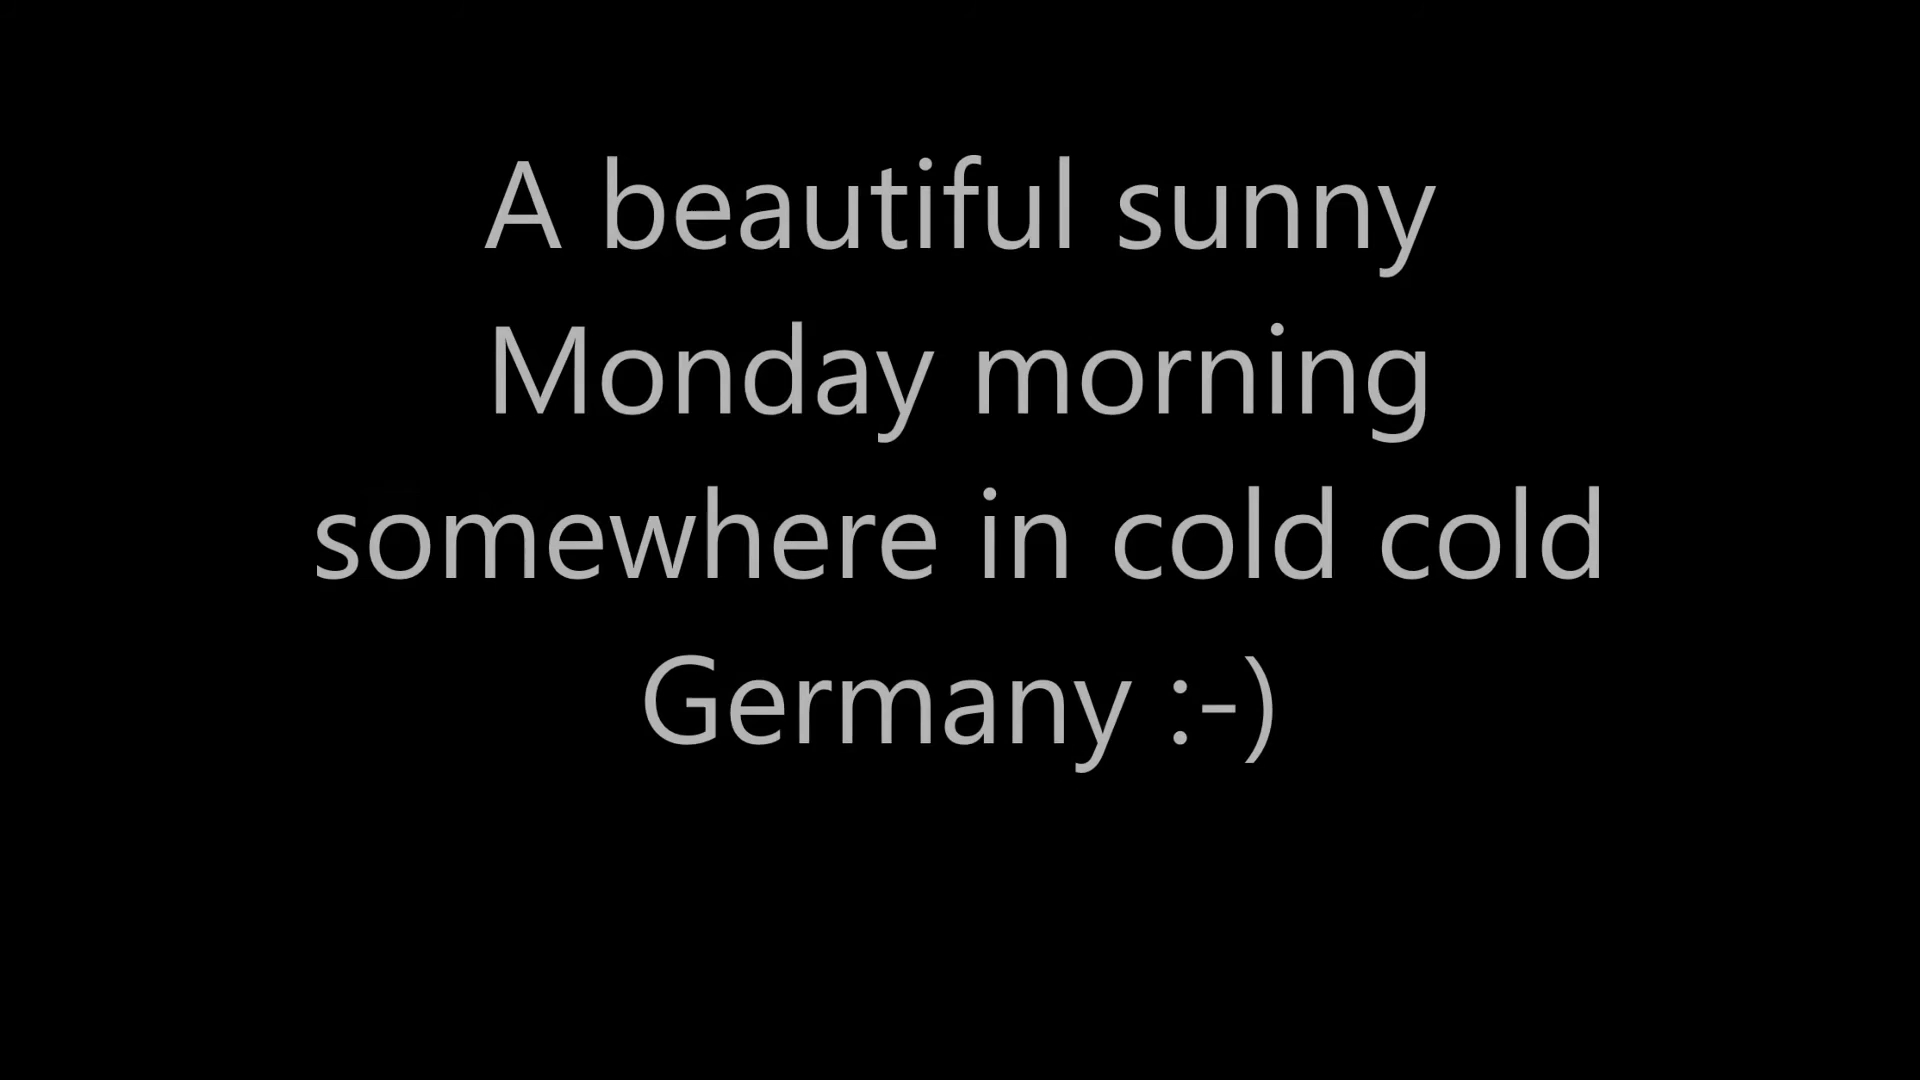 A beautiful sunny
Monday morning
somewhere in cold cold
Germany :-)